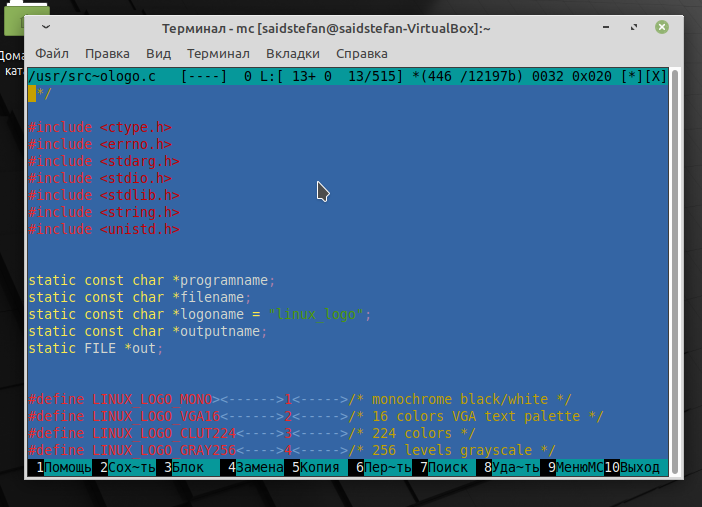 Дома
кат
Терминал - mc [saidstefan@saidstefan-VirtualBox]:~
Файл Правка Вид Терминал Вкладки Справка
/usr/src~ologo.c [----] 0 L:[ 13+ 0 13/515] *(446 /12197b) 0032 0x020 [*][X]
*/
#include <ctype.h>
#include <errno.h>
#include <stdarg.h>
#include <stdio.h>
#include <stdlib.h>
#include <string.h>
#include <unistd.h>
static const char *programname;
static const char *filename;
static const char *logoname = "linux_logo";
static const char *outputname;
static FILE *out;
#define LINUX_LOGO_MONO><------>1<----->/* monochrome black/white */
#define LINUX_LOGO_VGA16<------>2<----->/* 16 colors VGA text palette */
#define LINUX_LOGO_CLUT224<---->3<----->/* 224 colors */
#define LINUX_LOGO_GRAY256<---->4<----->/* 256 levels grayscale */
1Помощь 2Сох~ть 3Блок 4Замена 5Копия 6Пер~ть 7Поиск 8Уда~ть 9МенюMC 10Выход